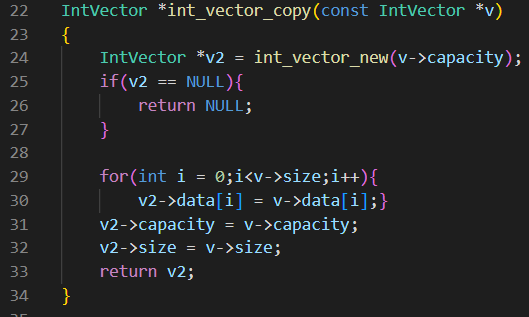 22 IntVector *int_vector_copy(const IntVector *v)
23 {
24     IntVector *v2 = int_vector_new(v->capacity);
25     if(v2 == NULL){
26         return NULL;
27     }
28
29     for(int i = 0;i<v->size;i++){
30         v2->data[i] = v->data[i];}
31     v2->capacity = v->capacity;
32     v2->size = v->size;
33     return v2;
34 }